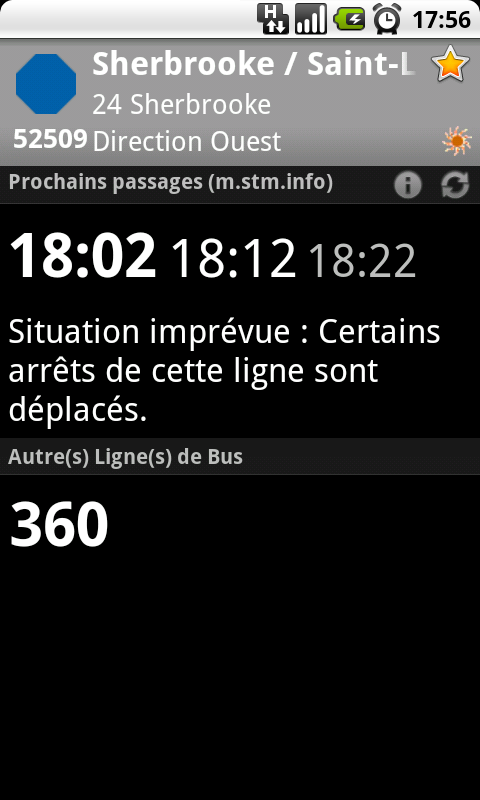 H 17:56
Sherbrooke / Saint-L
24 Sherbrooke
52509 Direction Ouest
Prochains passages (m.stm.info)
18:02 18:12 18:22
Situation imprévue : Certains
arrêts de cette ligne sont
déplacés.
Autre(s) Ligne(s) de Bus
360